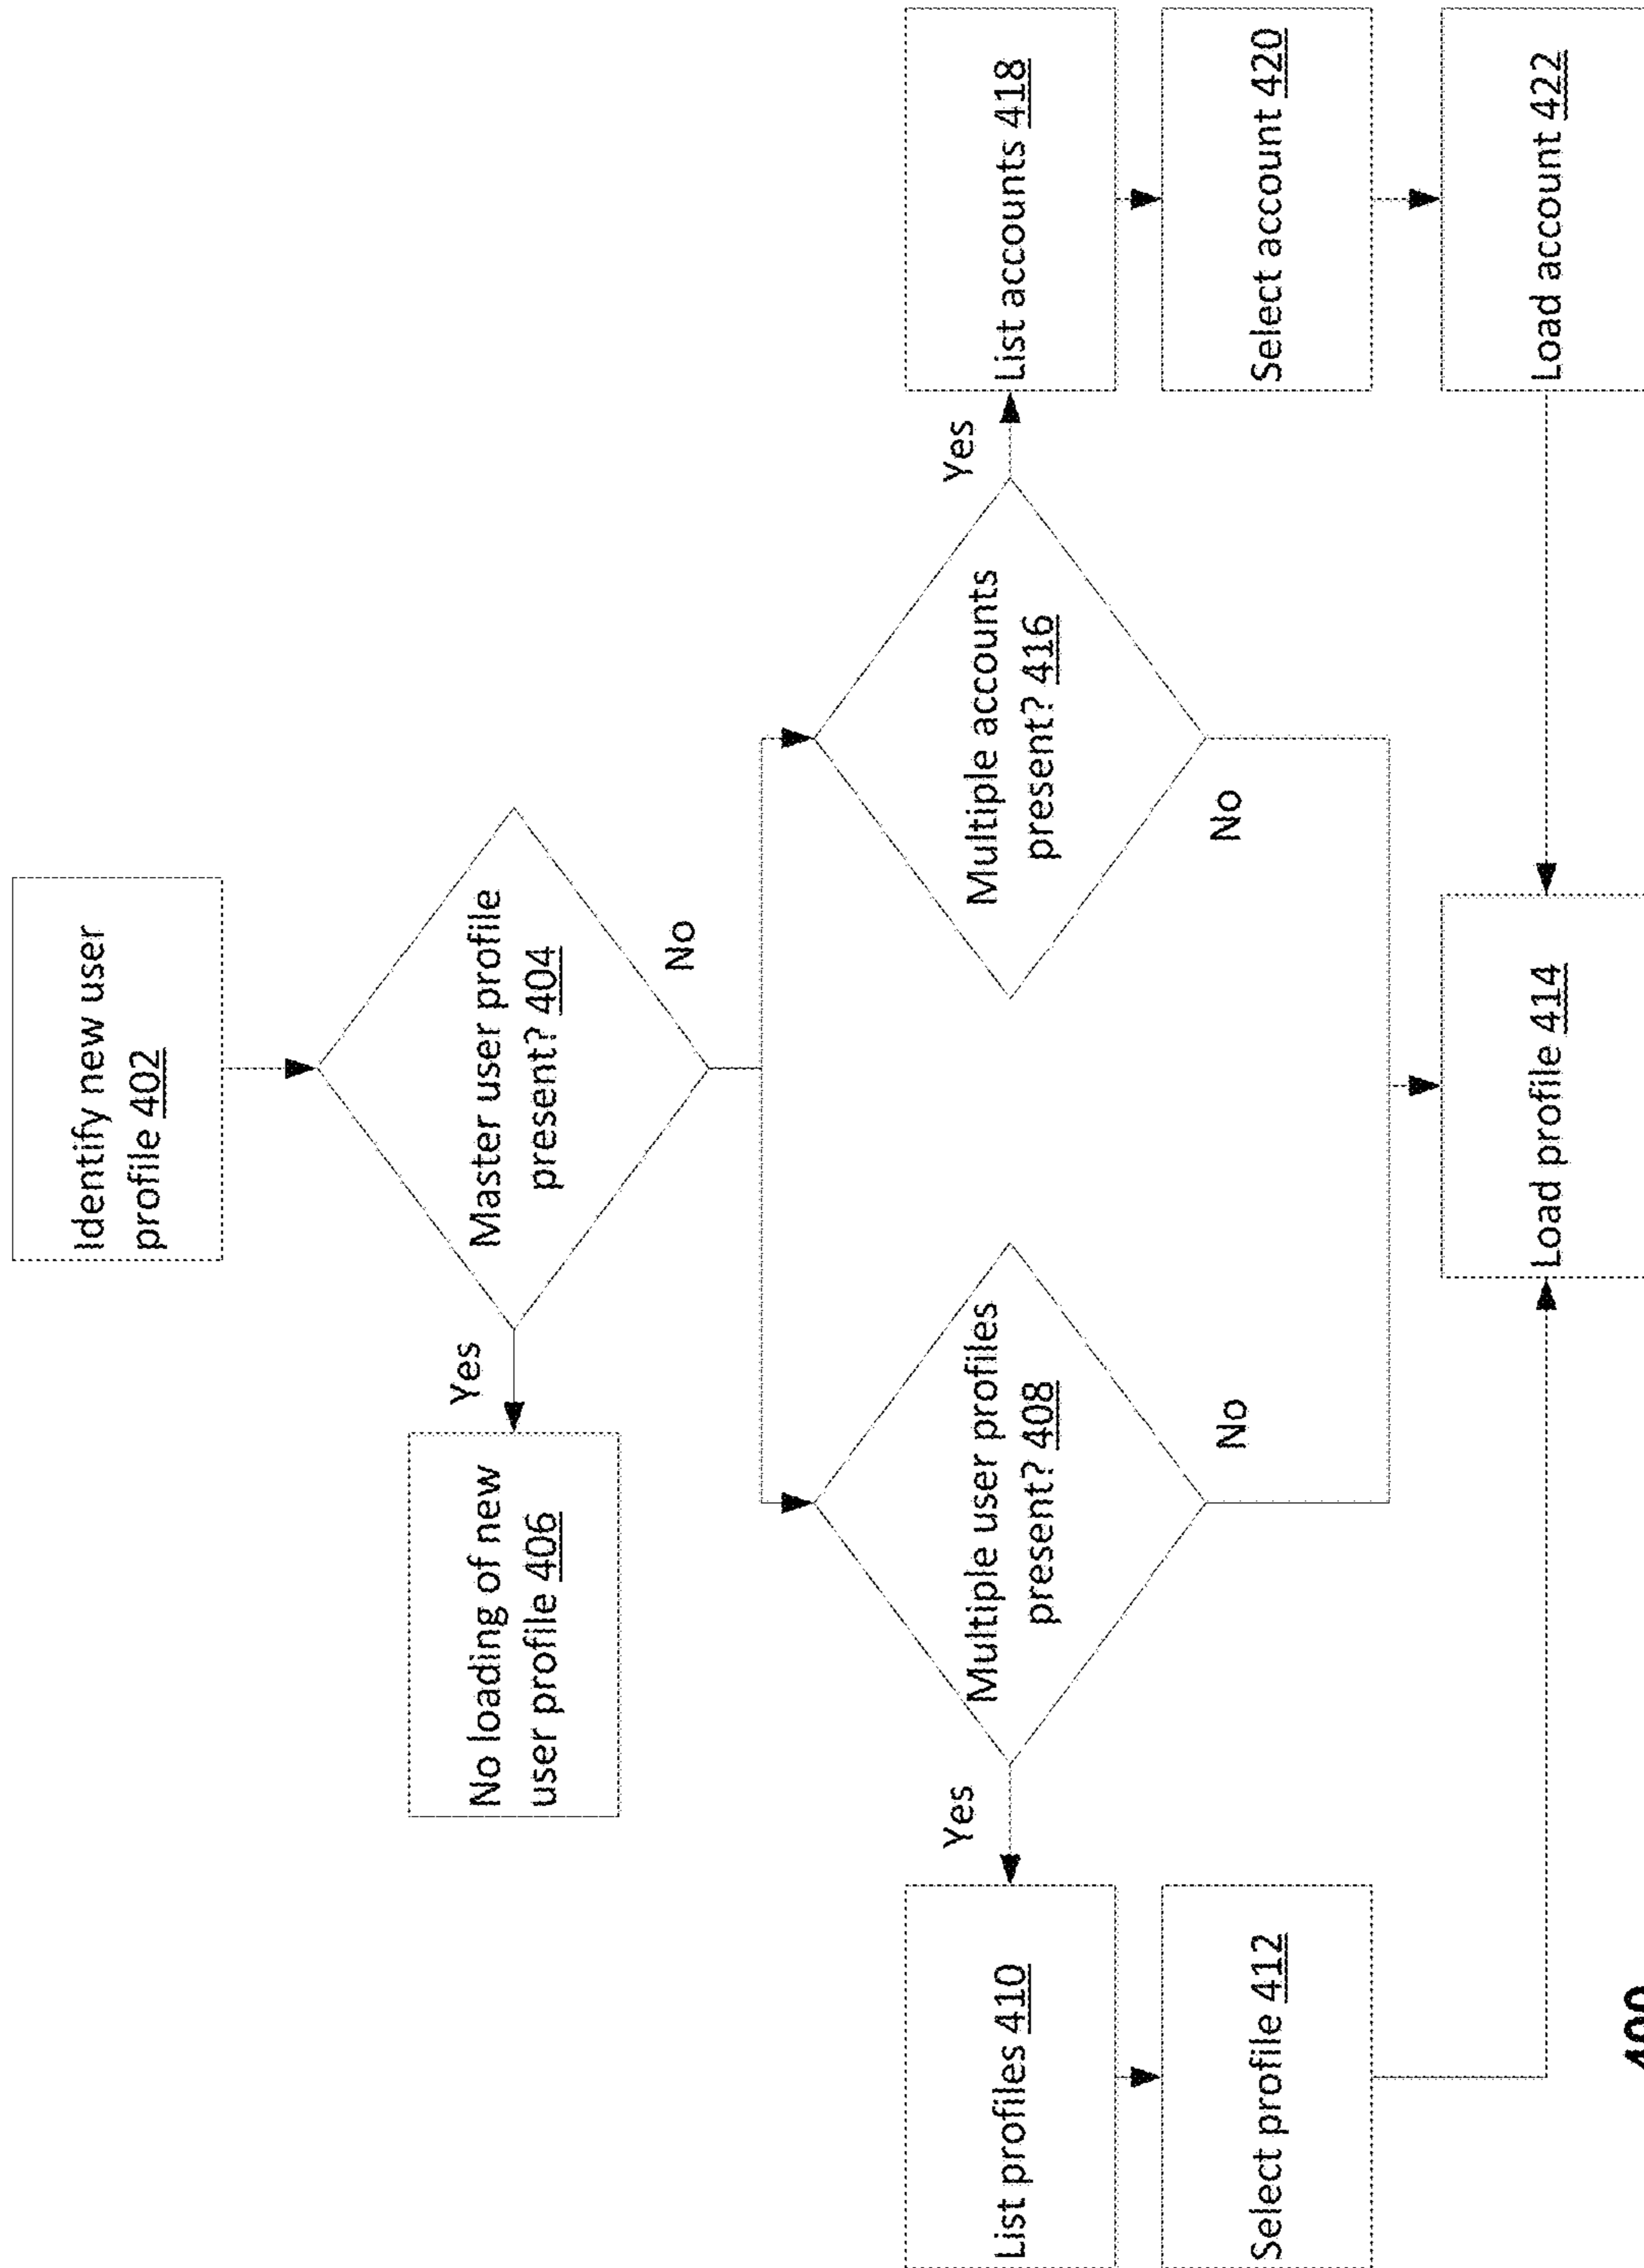 Identify new user
profile 402
Master user profile
present? 404
Yes
No
No loading of new
user profile 406
Multiple user profiles
present? 408
Yes
No
List profiles 410
Select profile 412
Load profile 414
Multiple accounts
present? 416
Yes
No
List accounts 418
Select account 420
Load account 422
400